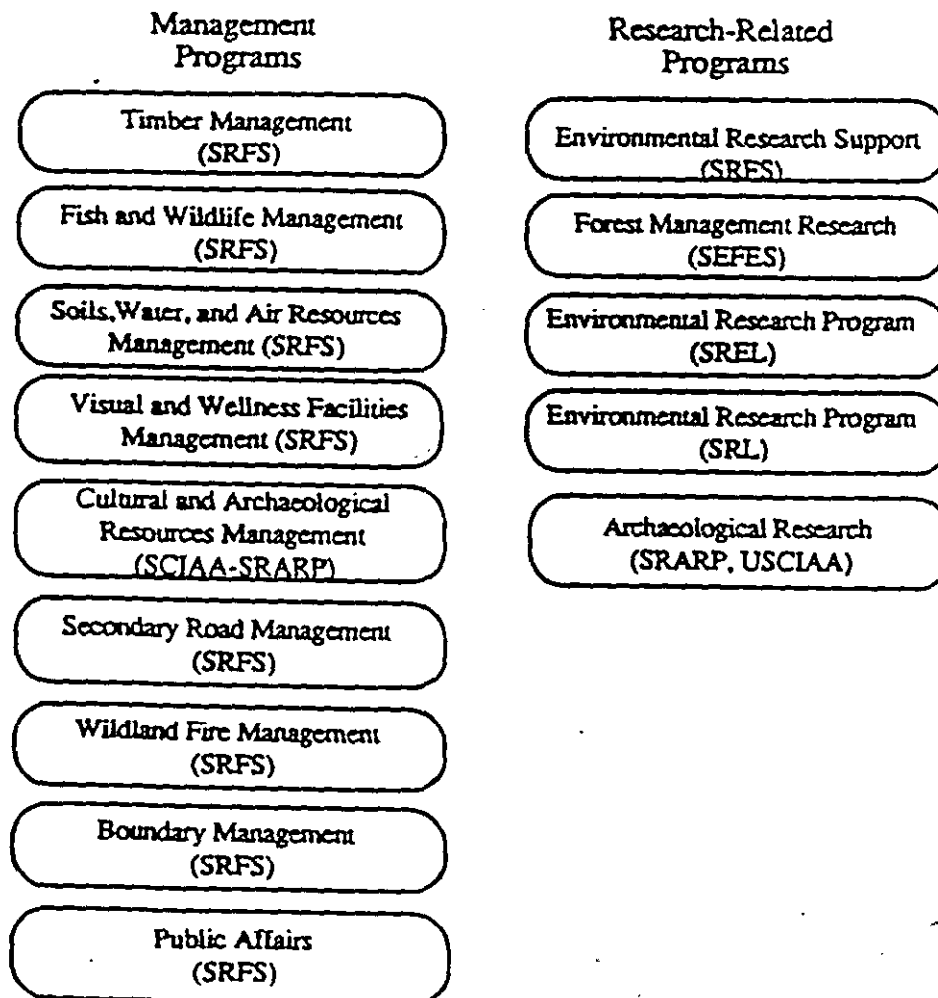 Management
Programs
Timber Management
(SRFS)
Fish and Wildlife Management
(SRFS)
Soils,Water, and Air Resources
Management (SRFS)
Visual and Wellness Facilities
Management (SRFS)
Cultural and Archaeological
Resources Management
(SCIAA-SRARP)
Secondary Road Management
(SRFS)
Wildland Fire Management
(SRFS)
Boundary Management
(SRFS)
Public Affairs
(SRFS)
Research-Related
Programs
Environmental Research Support
(SRFS)
Forest Management Research
(SEFES)
Environmental Research Program
(SREL)
Environmental Research Program
(SRL)
Archaeological Research
(SRARP, USCIAA)